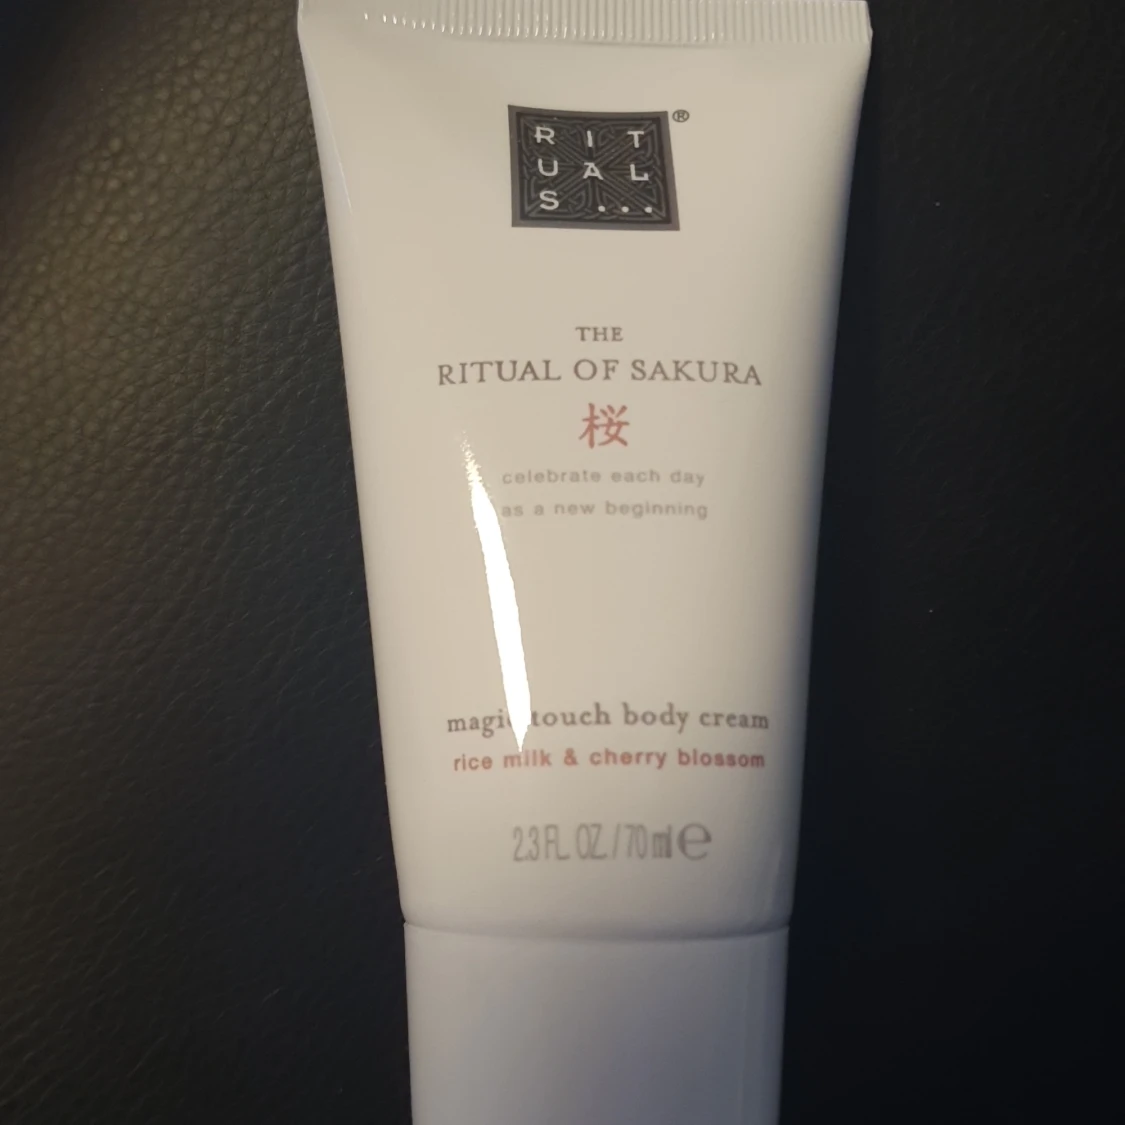 RIT
UAL
S...
®
THE
RITUAL OF SAKURA
桜
celebrate each day
as a new beginning
magic touch body cream
rice milk & cherry blossom
2.3 FL. OZ. / 70 ml ℮